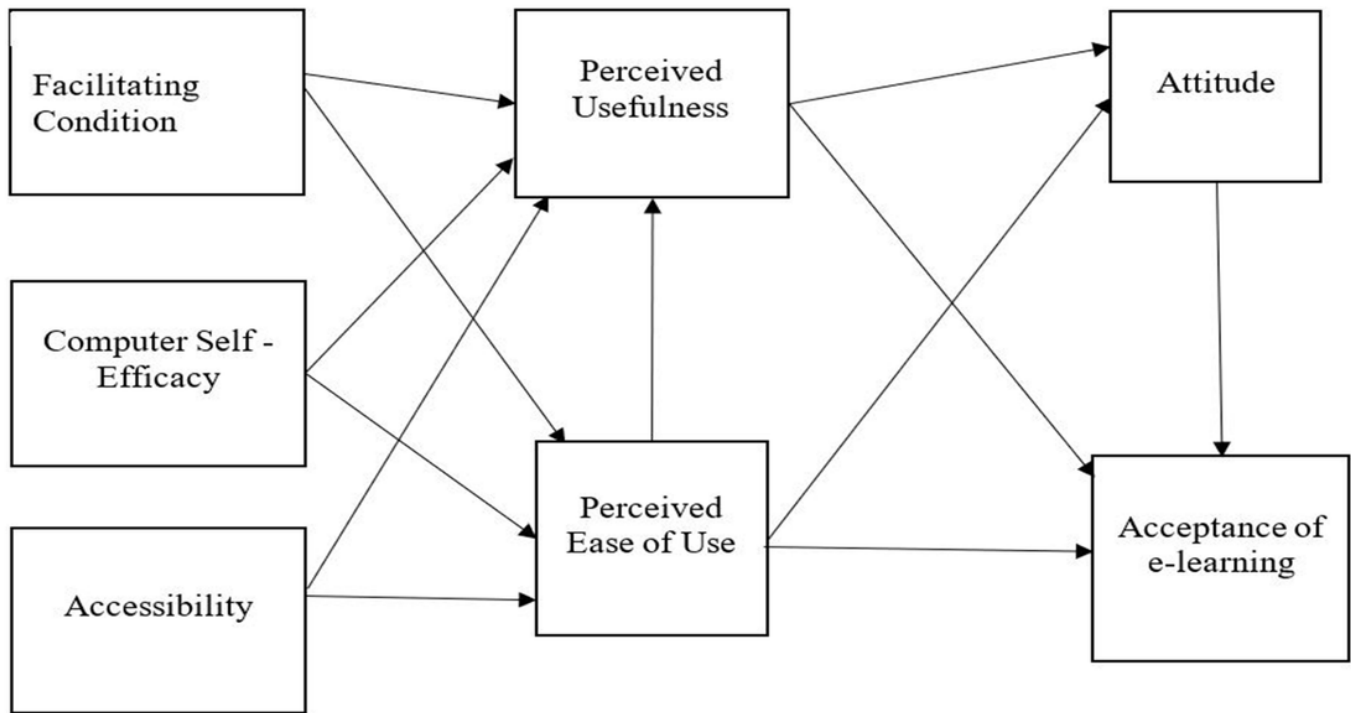 Facilitating
Condition
Perceived
Usefulness
Attitude
Computer Self -
Efficacy
Perceived
Ease of Use
Acceptance of
e-learning
Accessibility